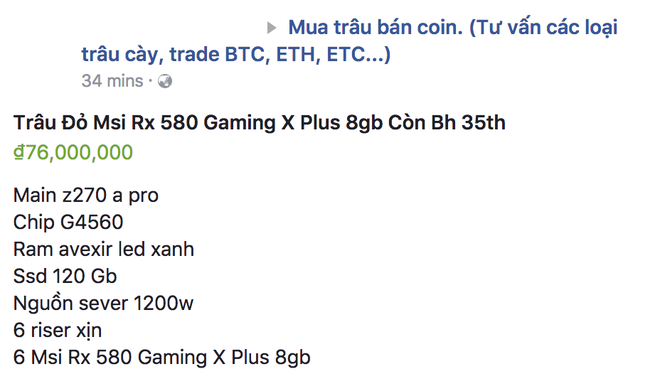 Mua trâu bán coin. (Tư vấn các loại
trâu cày, trade BTC, ETH, ETC...)
34 mins ·
Trâu Đỏ Msi Rx 580 Gaming X Plus 8gb Còn Bh 35th
₫76,000,000
Main z270 a pro
Chip G4560
Ram avexir led xanh
Ssd 120 Gb
Nguồn sever 1200w
6 riser xịn
6 Msi Rx 580 Gaming X Plus 8gb